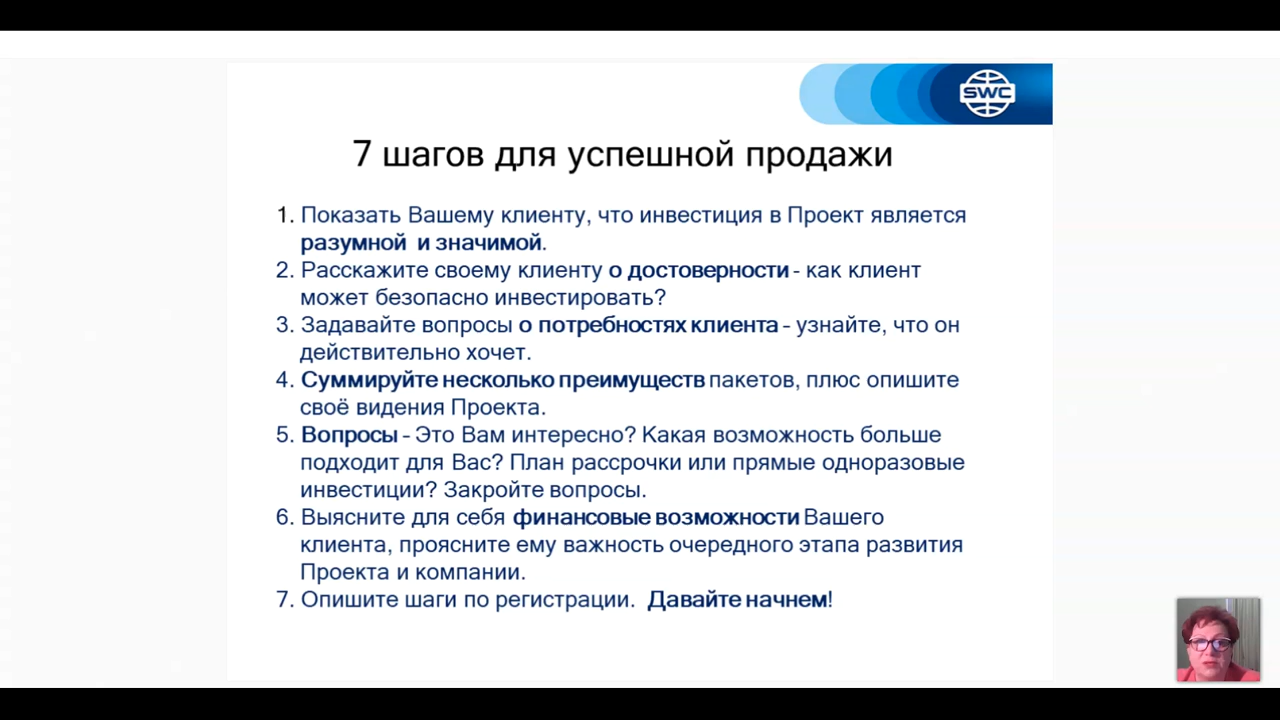 SWC
7 шагов для успешной продажи
1. Показать Вашему клиенту, что инвестиция в Проект является
разумной и значимой.
2. Расскажите своему клиенту о достоверности - как клиент
может безопасно инвестировать?
3. Задавайте вопросы о потребностях клиента - узнайте, что он
действительно хочет.
4. Суммируйте несколько преимуществ пакетов, плюс опишите
своё видения Проекта.
5. Вопросы - Это Вам интересно? Какая возможность больше
подходит для Вас? План рассрочки или прямые одноразовые
инвестиции? Закройте вопросы.
6. Выясните для себя финансовые возможности Вашего
клиента, проясните ему важность очередного этапа развития
Проекта и компании.
7. Опишите шаги по регистрации. Давайте начнем!